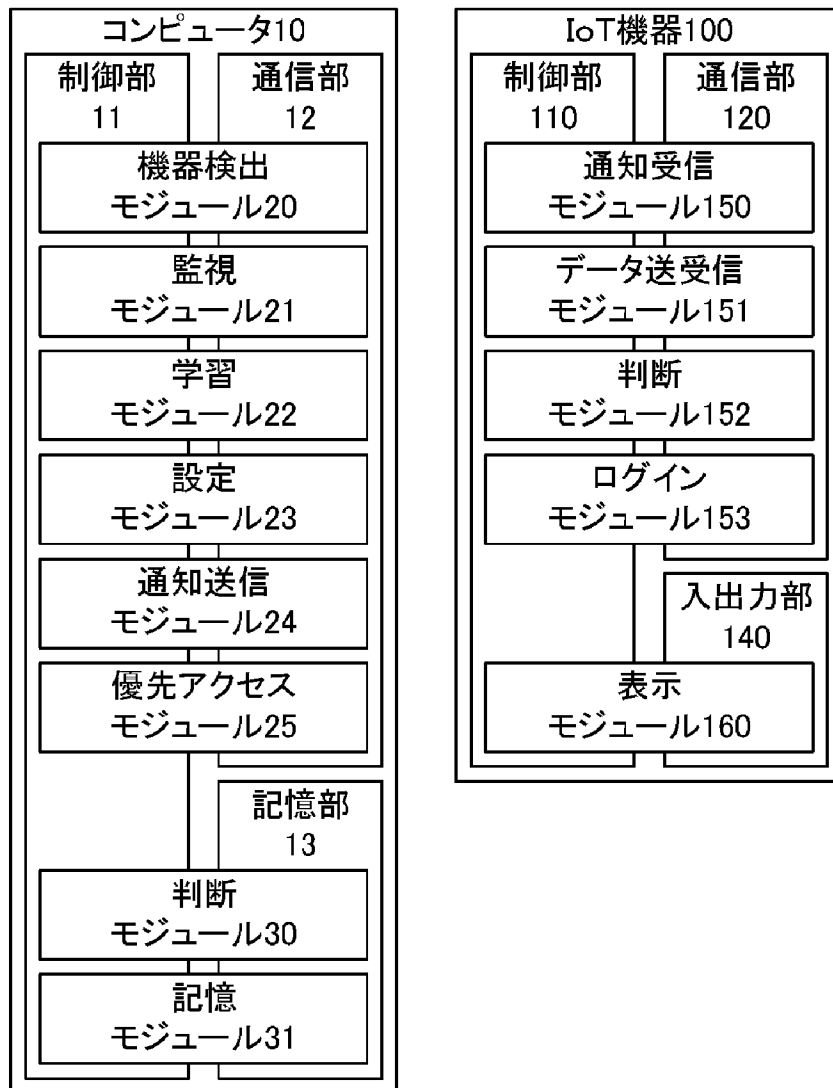 コンピュータ10
制御部
11
通信部
12
機器検出
モジュール20
監視
モジュール21
学習
モジュール22
設定
モジュール23
通知送信
モジュール24
優先アクセス
モジュール25
記憶部
13
判断
モジュール30
記憶
モジュール31
IoT機器100
制御部
110
通信部
120
通知受信
モジュール150
データ送受信
モジュール151
判断
モジュール152
ログイン
モジュール153
入出力部
140
表示
モジュール160